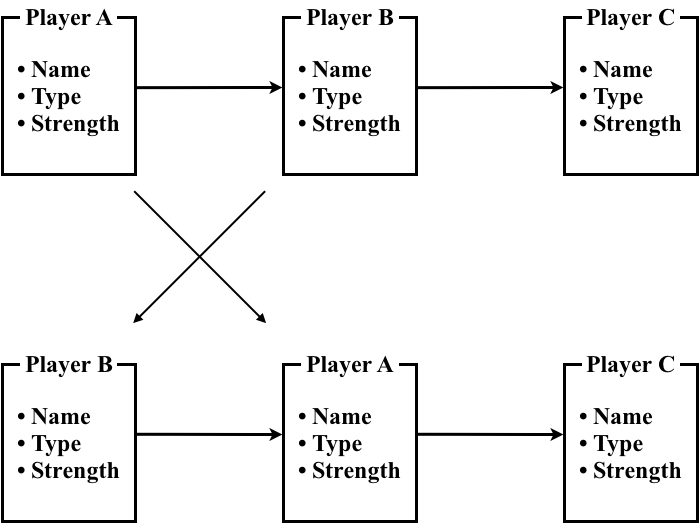 Player A
• Name
• Type
• Strength
Player B
• Name
• Type
• Strength
Player C
• Name
• Type
• Strength
Player B
• Name
• Type
• Strength
Player A
• Name
• Type
• Strength
Player C
• Name
• Type
• Strength